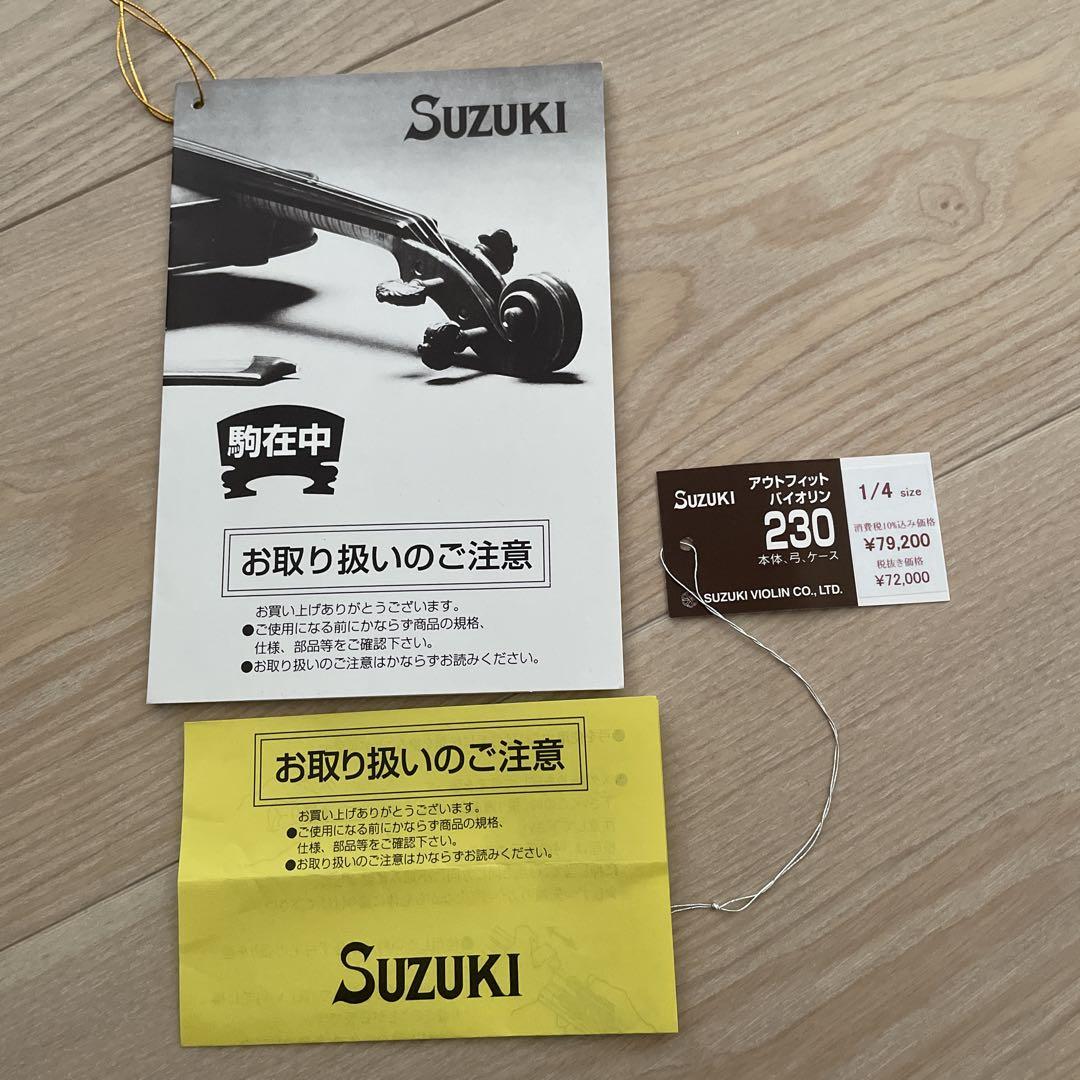 SUZUKI
駒在中
お取り扱いのご注意
お買い上げありがとうございます。
●ご使用になる前にかならず商品の規格、
仕様、部品等をご確認下さい。
●お取り扱いのご注意はかならずお読みください。
SUZUKI
アウトフィット
バイオリン
230
本体、弓、ケース
SUZUKI VIOLIN CO., LTD.
1/4 size
消費税10%込み価格
¥79,200
税抜き価格
¥72,000
お取り扱いのご注意
お買い上げありがとうございます。
●ご使用になる前にかならず商品の規格、
仕様、部品等をご確認下さい。
●お取り扱いのご注意はかならずお読みください。
SUZUKI